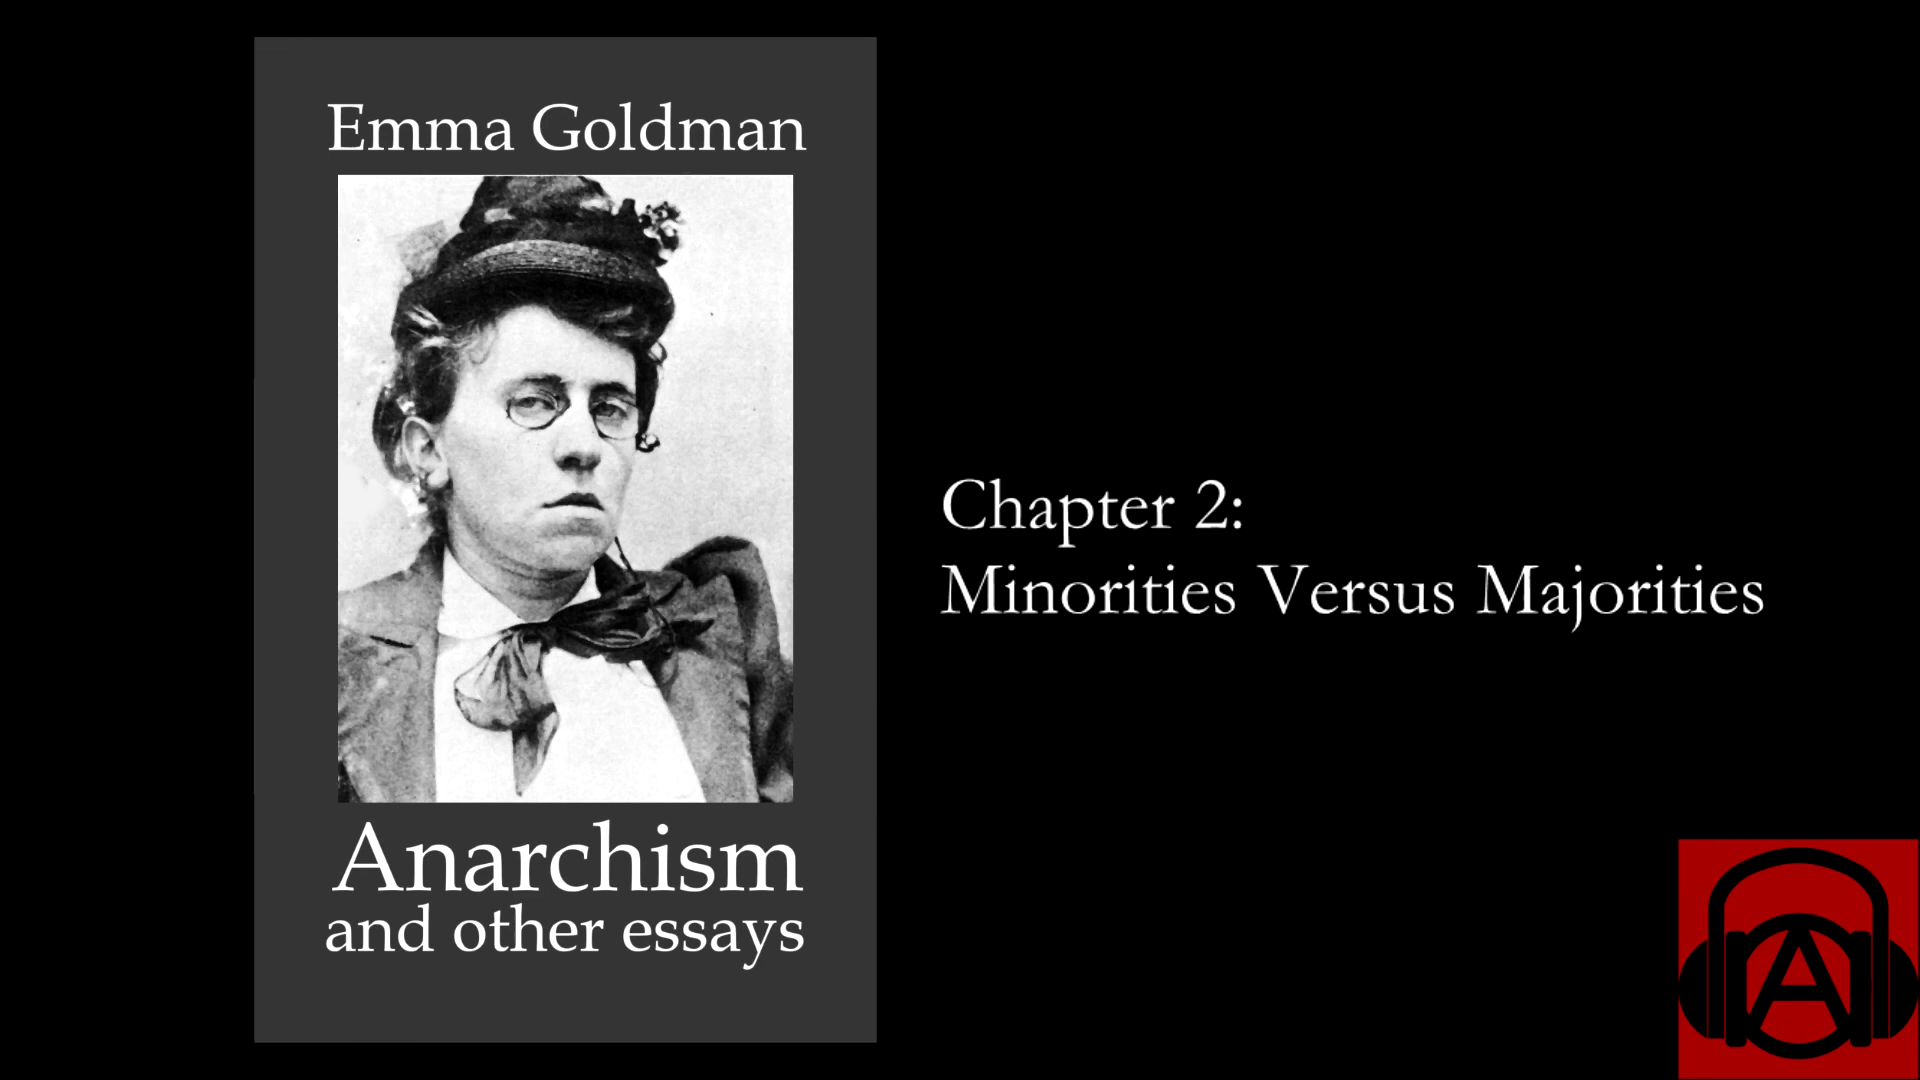 Emma Goldman
Anarchism
and other essays
Chapter 2:
Minorities Versus Majorities
A